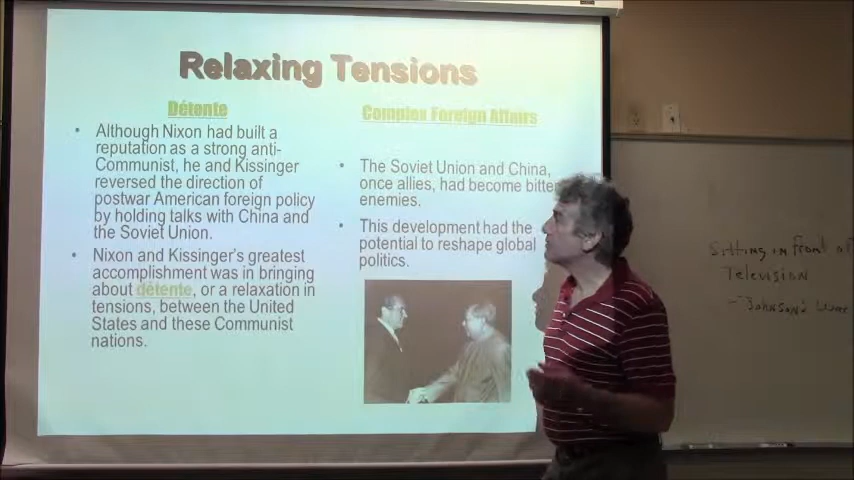 Relaxing Tensions
Détente
• Although Nixon had built a
reputation as a strong anti-
Communist, he and Kissinger
reversed the direction of
postwar American foreign policy
by holding talks with China and
the Soviet Union.
• Nixon and Kissinger's greatest
accomplishment was in bringing
about détente, or a relaxation in
tensions, between the United
States and these Communist
nations.
Complex Foreign Affairs
• The Soviet Union and China,
once allies, had become bitter
enemies.
• This development had the
potential to reshape global
politics.
Sitting in front of
Television
- Johnson's War